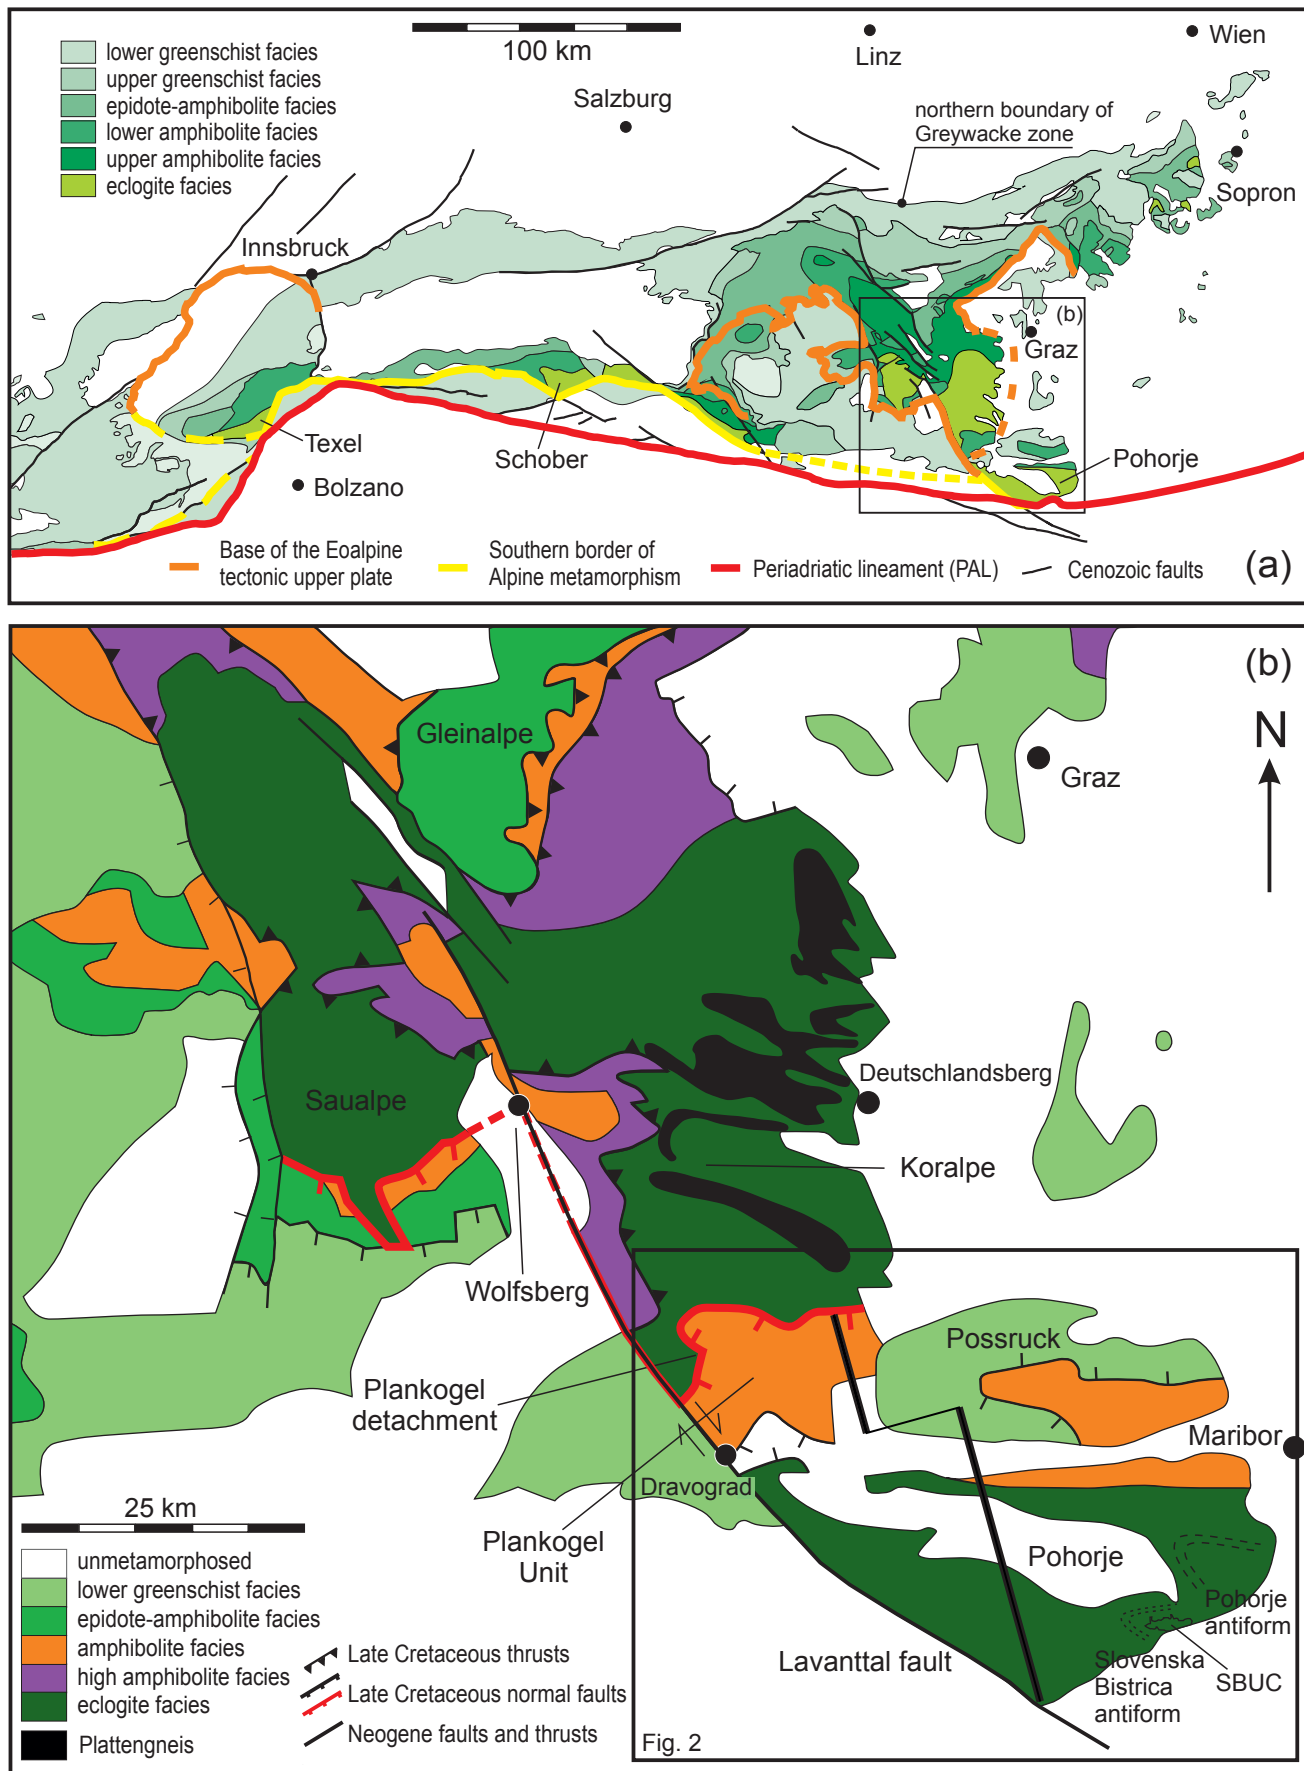 lower greenschist facies
upper greenschist facies
epidote-amphibolite facies
lower amphibolite facies
upper amphibolite facies
eclogite facies
100 km
Linz
Wien
Salzburg
northern boundary of
Greywacke zone
Sopron
Innsbruck
(b)
Graz
Texel
Schober
Pohorje
Bolzano
Base of the Eoalpine
tectonic upper plate
Southern border of
Alpine metamorphism
Periadriatic lineament (PAL)
Cenozoic faults
(a)
(b)
N
Gleinalpe
Graz
Deutschlandsberg
Saualpe
Koralpe
Wolfsberg
Possruck
Plankogel
detachment
Maribor
Dravograd
25 km
Plankogel
Unit
Pohorje
Pohorje
antiform
Slovenska
Bistrica
antiform
SBUC
Lavanttal fault
unmetamorphosed
lower greenschist facies
epidote-amphibolite facies
amphibolite facies
high amphibolite facies
eclogite facies
Plattengneis
Late Cretaceous thrusts
Late Cretaceous normal faults
Neogene faults and thrusts
Fig. 2